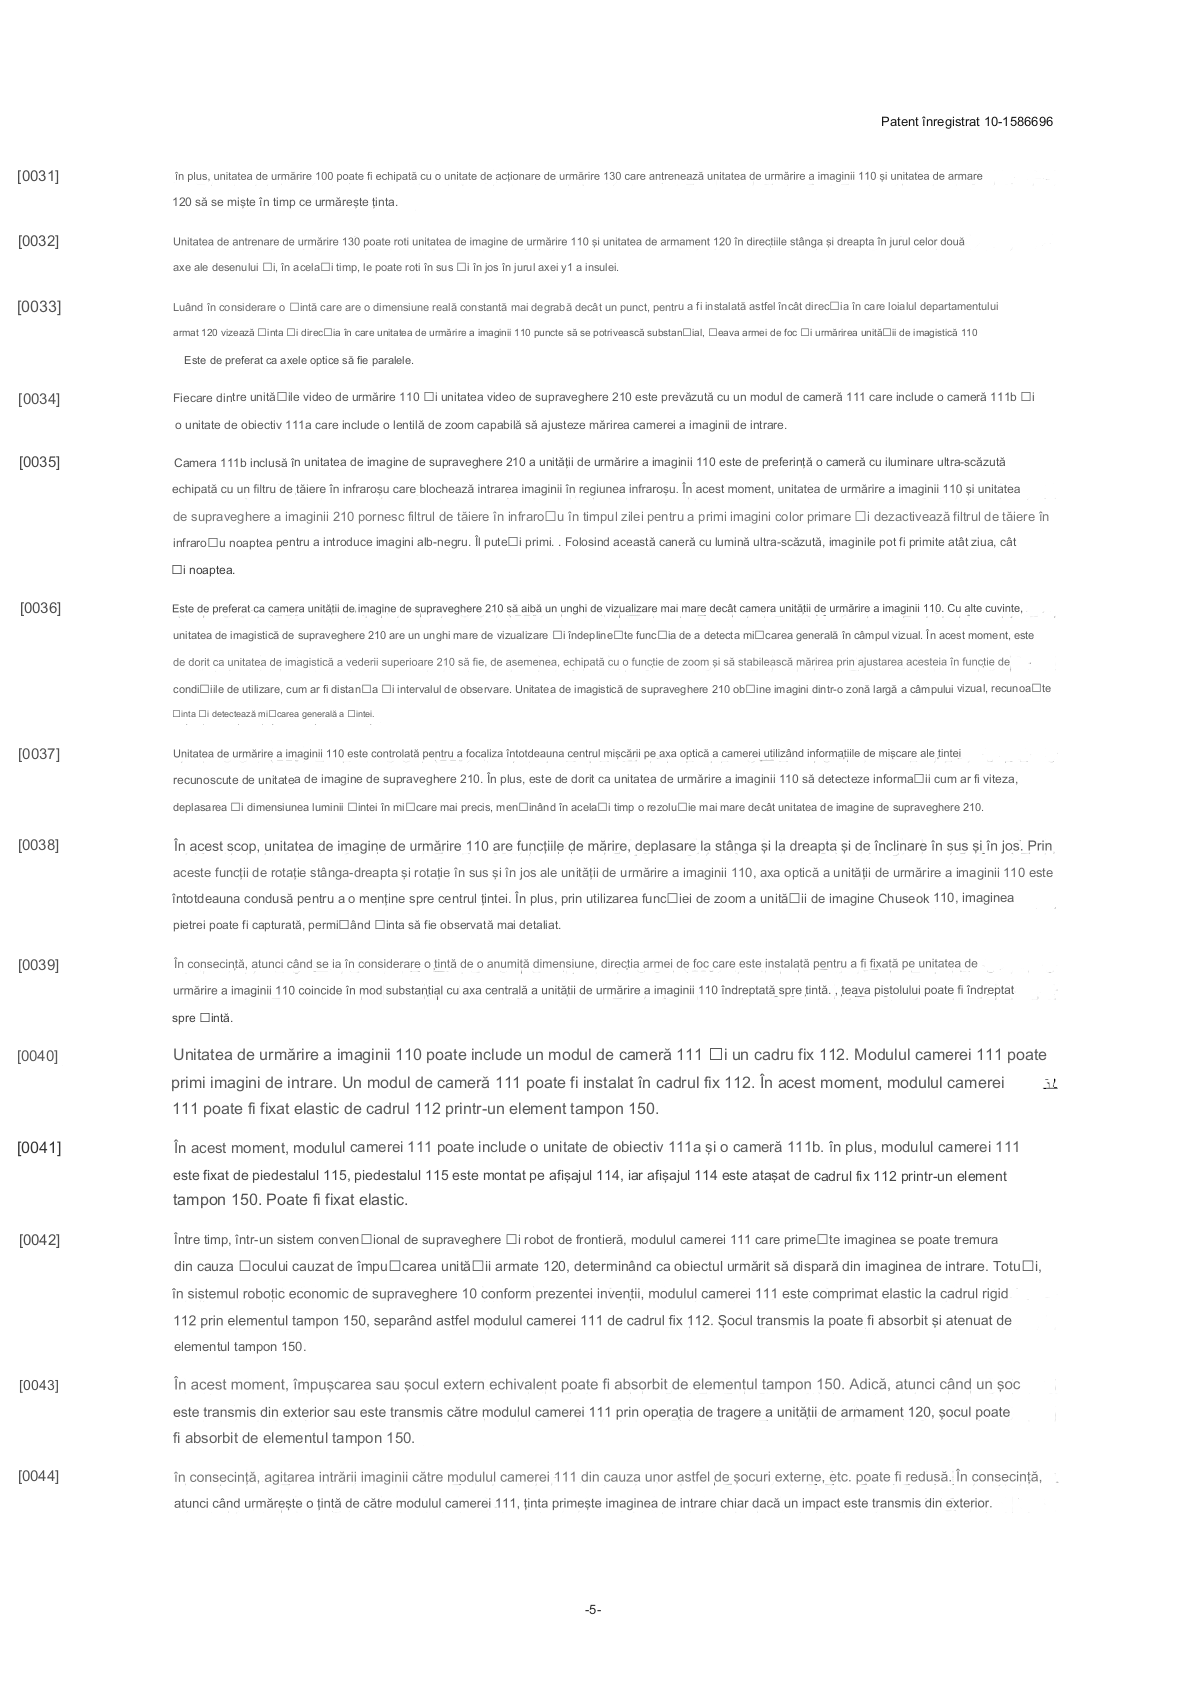 Patent înregistrat 10-1586696
[0031] în plus, unitatea de urmărire 100 poate fi echipată cu o unitate de acționare de urmărire 130 care antrenează unitatea de urmărire a imaginii 110 și unitatea de armare
120 să se miște în timp ce urmărește ținta.
[0032] Unitatea de antrenare de urmărire 130 poate roti unitatea de imagine de urmărire 110 și unitatea de armament 120 în direcțiile stânga și dreapta în jurul celor două
axe ale desenului □i, în acela□i timp, le poate roti în sus □i în jos în jurul axei y1 a insulei.
[0033] Luând în considerare o □intă care are o dimensiune reală constantă mai degrabă decât un punct, pentru a fi instalată astfel încât direc□ia în care loialul departamentului
armat 120 vizează □inta □i direc□ia în care unitatea de urmărire a imaginii 110 puncte să se potrivească substan□ial, □eava armei de foc □i urmărirea unită□ii de imagistică 110
Este de preferat ca axele optice să fie paralele.
[0034] Fiecare dintre unită□ile video de urmărire 110 □i unitatea video de supraveghere 210 este prevăzută cu un modul de cameră 111 care include o cameră 111b □i
o unitate de obiectiv 111a care include o lentilă de zoom capabilă să ajusteze mărirea camerei a imaginii de intrare.
[0035] Camera 111b inclusă în unitatea de imagine de supraveghere 210 a unității de urmărire a imaginii 110 este de preferință o cameră cu iluminare ultra-scăzută
echipată cu un filtru de tăiere în infraroșu care blochează intrarea imaginii în regiunea infraroșu. În acest moment, unitatea de urmărire a imaginii 110 și unitatea
de supraveghere a imaginii 210 pornesc filtrul de tăiere în infraro□u în timpul zilei pentru a primi imagini color primare □i dezactivează filtrul de tăiere în
infraro□u noaptea pentru a introduce imagini alb-negru. Îl pute□i primi. . Folosind această caneră cu lumină ultra-scăzută, imaginile pot fi primite atât ziua, cât
□i noaptea.
[0036] Este de preferat ca camera unității de imagine de supraveghere 210 să aibă un unghi de vizualizare mai mare decât camera unității de urmărire a imaginii 110. Cu alte cuvinte,
unitatea de imagistică de supraveghere 210 are un unghi mare de vizualizare □i îndepline□te func□ia de a detecta mi□carea generală în câmpul vizual. În acest moment, este
de dorit ca unitatea de imagistică a vederii superioare 210 să fie, de asemenea, echipată cu o funcție de zoom și să stabilească mărirea prin ajustarea acesteia în funcție de
condi□iile de utilizare, cum ar fi distan□a □i intervalul de observare. Unitatea de imagistică de supraveghere 210 ob□ine imagini dintr-o zonă largă a câmpului vizual, recunoa□te
□inta □i detectează mi□carea generală a □intei.
[0037] Unitatea de urmărire a imaginii 110 este controlată pentru a focaliza întotdeauna centrul mișcării pe axa optică a camerei utilizând informațiile de mișcare ale țintei
recunoscute de unitatea de imagine de supraveghere 210. În plus, este de dorit ca unitatea de urmărire a imaginii 110 să detecteze informa□ii cum ar fi viteza,
deplasarea □i dimensiunea luminii □intei în mi□care mai precis, men□inând în acela□i timp o rezolu□ie mai mare decât unitatea de imagine de supraveghere 210.
[0038] În acest scop, unitatea de imagine de urmărire 110 are funcțiile de mărire, deplasare la stânga și la dreapta și de înclinare în sus și în jos. Prin
aceste funcții de rotație stânga-dreapta și rotație în sus și în jos ale unității de urmărire a imaginii 110, axa optică a unității de urmărire a imaginii 110 este
întotdeauna condusă pentru a o menține spre centrul țintei. În plus, prin utilizarea func□iei de zoom a unită□ii de imagine Chuseok 110, imaginea
pietrei poate fi capturată, permi□ând □inta să fie observată mai detaliat.
[0039] În consecință, atunci când se ia în considerare o țintă de o anumită dimensiune, direcția armei de foc care este instalată pentru a fi fixată pe unitatea de
urmărire a imaginii 110 coincide în mod substanțial cu axa centrală a unității de urmărire a imaginii 110 îndreptată spre țintă. , țeava pistolului poate fi îndreptat
spre □intă.
[0040] Unitatea de urmărire a imaginii 110 poate include un modul de cameră 111 □i un cadru fix 112. Modulul camerei 111 poate
primi imagini de intrare. Un modul de cameră 111 poate fi instalat în cadrul fix 112. În acest moment, modulul camerei
111 poate fi fixat elastic de cadrul 112 printr-un element tampon 150.
[0041] În acest moment, modulul camerei 111 poate include o unitate de obiectiv 111a și o cameră 111b. în plus, modulul camerei 111
este fixat de piedestalul 115, piedestalul 115 este montat pe afișajul 114, iar afișajul 114 este atașat de cadrul fix 112 printr-un element
tampon 150. Poate fi fixat elastic.
[0042] Între timp, într-un sistem conven□ional de supraveghere □i robot de frontieră, modulul camerei 111 care prime□te imaginea se poate tremura
din cauza □ocului cauzat de împu□carea unită□ii armate 120, determinând ca obiectul urmărit să dispară din imaginea de intrare. Totu□i,
în sistemul robotic economic de supraveghere 10 conform prezentei invenții, modulul camerei 111 este comprimat elastic la cadrul rigid
112 prin elementul tampon 150, separând astfel modulul camerei 111 de cadrul fix 112. Șocul transmis la poate fi absorbit și atenuat de
elementul tampon 150.
[0043] În acest moment, împușcarea sau șocul extern echivalent poate fi absorbit de elementul tampon 150. Adică, atunci când un șoc
este transmis din exterior sau este transmis către modulul camerei 111 prin operația de tragere a unității de armament 120, șocul poate
fi absorbit de elementul tampon 150.
[0044] în consecință, agitarea intrării imaginii către modulul camerei 111 din cauza unor astfel de șocuri externe, etc. poate fi redusă. În consecință,
atunci când urmărește o țintă de către modulul camerei 111, ținta primește imaginea de intrare chiar dacă un impact este transmis din exterior.
-5-